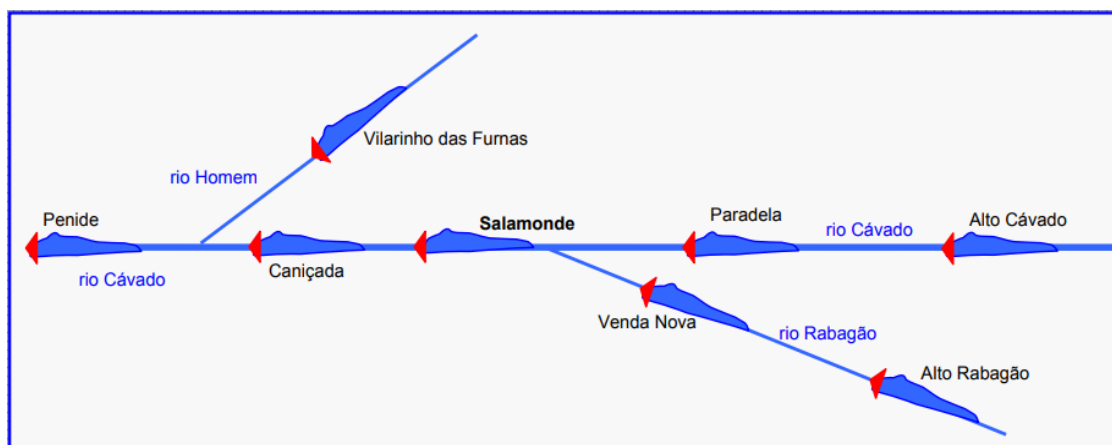 Vilarinho das Furnas
rio Homem
Penide
Salamonde
Paradela
rio Cávado
Alto Cávado
rio Cávado
Caniçada
Venda Nova
rio Rabagão
Alto Rabagão